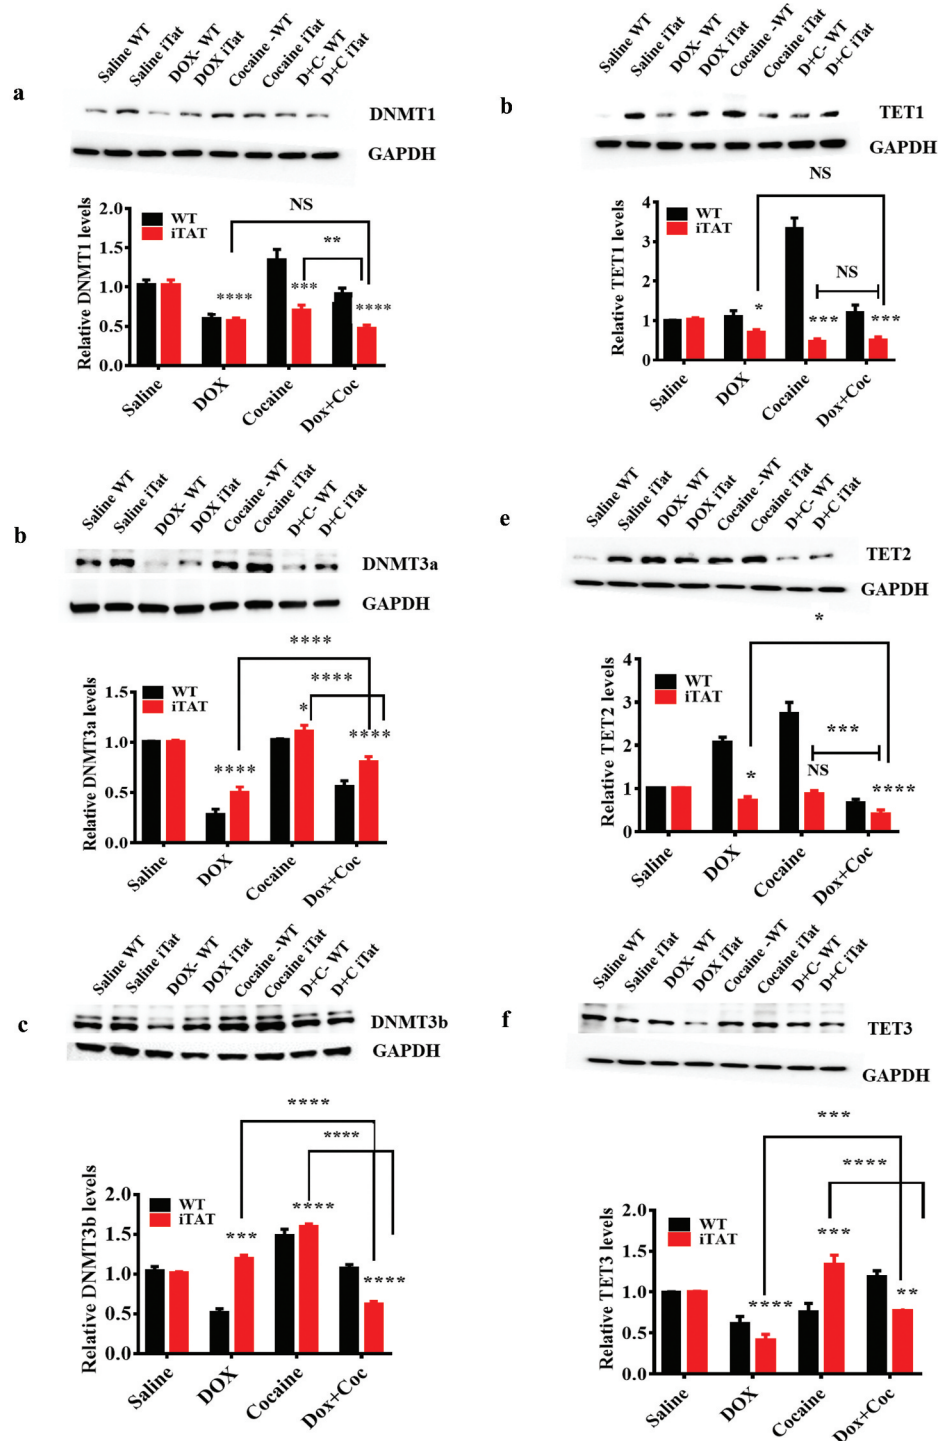 Saline WT
Saline iTat
DOX- WT
DOX iTat
Cocaine -WT
Cocaine iTat
D+C- WT
D+C iTat
a
DNMT1
GAPDH
NS
**
WT
iTAT
2.0
1.5
1.0
0.5
0.0
Relative DNMT1 levels
****
***
****
Saline
DOX
Cocaine
Dox+Coc
Saline WT
Saline iTat
DOX- WT
DOX iTat
Cocaine -WT
Cocaine iTat
D+C- WT
D+C iTat
b
TET1
GAPDH
NS
NS
WT
iTAT
4
3
2
1
0
Relative TET1 levels
*
***
***
Saline
DOX
Cocaine
Dox+Coc
Saline WT
Saline iTat
DOX- WT
DOX iTat
Cocaine -WT
Cocaine iTat
D+C- WT
D+C iTat
b
DNMT3a
GAPDH
****
****
WT
iTAT
1.5
1.0
0.5
0.0
Relative DNMT3a levels
****
*
****
Saline
DOX
Cocaine
Dox+Coc
Saline WT
Saline iTat
DOX- WT
DOX iTat
Cocaine -WT
Cocaine iTat
D+C- WT
D+C iTat
e
TET2
GAPDH
*
***
WT
iTAT
4
3
2
1
0
Relative TET2 levels
*
NS
****
Saline
DOX
Cocaine
Dox+Coc
Saline WT
Saline iTat
DOX- WT
DOX iTat
Cocaine -WT
Cocaine iTat
D+C- WT
D+C iTat
c
DNMT3b
GAPDH
****
****
WT
iTAT
2.0
1.5
1.0
0.5
0.0
Relative DNMT3b levels
***
****
****
Saline
DOX
Cocaine
Dox+Coc
Saline WT
Saline iTat
DOX- WT
DOX iTat
Cocaine -WT
Cocaine iTat
D+C- WT
D+C iTat
f
TET3
GAPDH
***
****
WT
iTAT
2.0
1.5
1.0
0.5
0.0
Relative TET3 levels
****
***
**
Saline
DOX
Cocaine
Dox+Coc